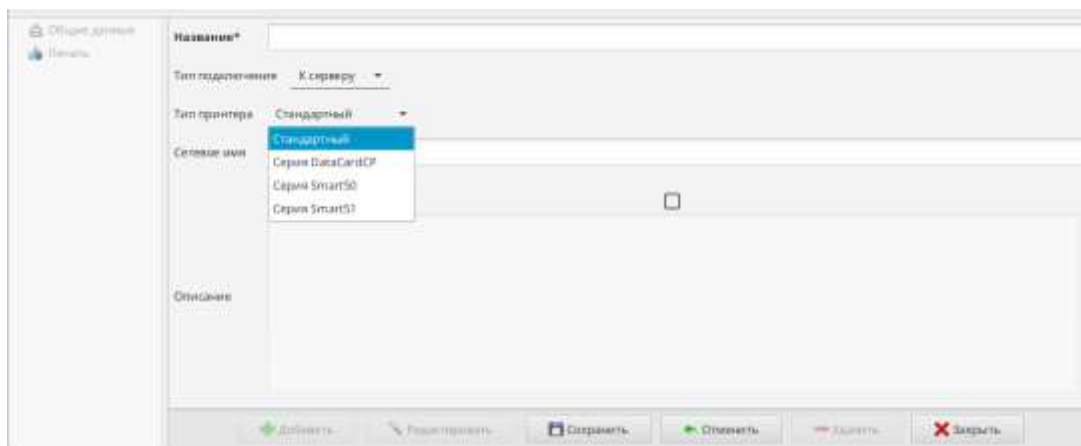 Общие данные
Печать
Название*
Тип подключения К серверу
Тип принтера Стандартный
Стандартный
Сетевое имя
Серия DataCardCP
Серия Smart50
Серия Smart51
Описание
Добавить Редактировать Сохранить Отменить Удалить Закрыть